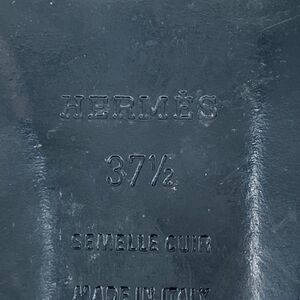 HERMÈS
37½
SEMELLE CUIR
MADE IN ITALY